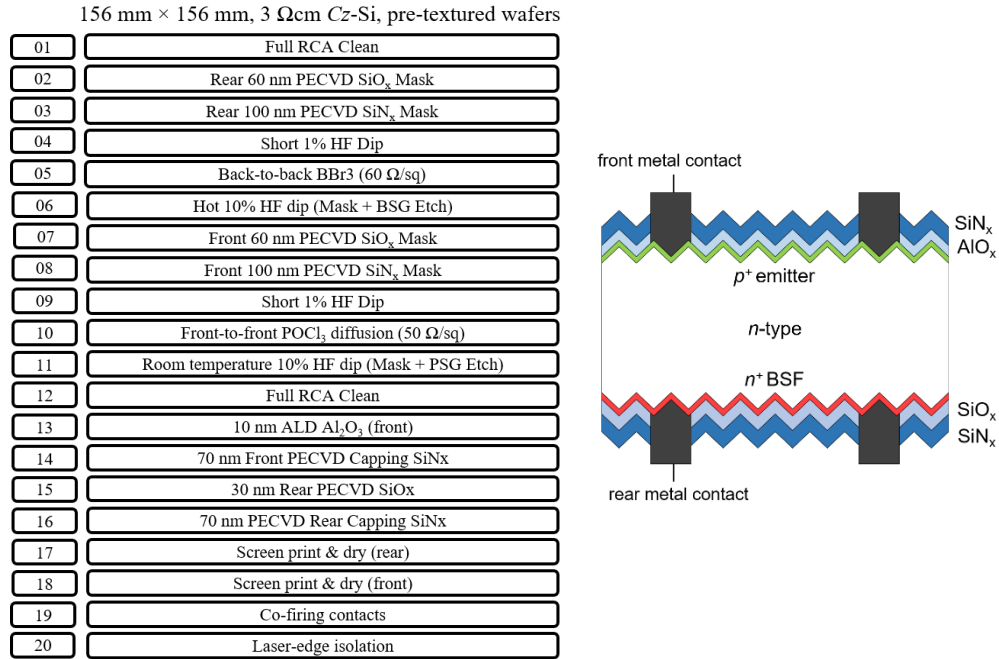 156 mm × 156 mm, 3 Ωcm Cz-Si, pre-textured wafers
01 Full RCA Clean
02 Rear 60 nm PECVD SiOx Mask
03 Rear 100 nm PECVD SiNx Mask
04 Short 1% HF Dip
05 Back-to-back BBr3 (60 Ω/sq)
06 Hot 10% HF dip (Mask + BSG Etch)
07 Front 60 nm PECVD SiOx Mask
08 Front 100 nm PECVD SiNx Mask
09 Short 1% HF Dip
10 Front-to-front POCl3 diffusion (50 Ω/sq)
11 Room temperature 10% HF dip (Mask + PSG Etch)
12 Full RCA Clean
13 10 nm ALD Al2O3 (front)
14 70 nm Front PECVD Capping SiNx
15 30 nm Rear PECVD SiOx
16 70 nm PECVD Rear Capping SiNx
17 Screen print & dry (rear)
18 Screen print & dry (front)
19 Co-firing contacts
20 Laser-edge isolation
front metal contact
SiNx
AlOx
p+ emitter
n-type
n+ BSF
SiOx
SiNx
rear metal contact